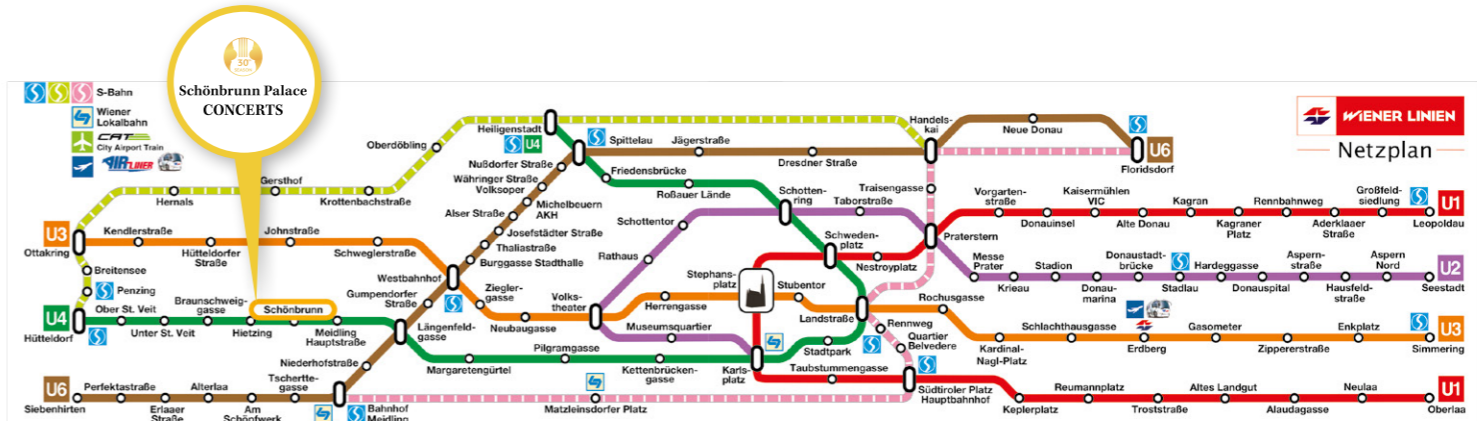 30
SEASON
Schönbrunn Palace
CONCERTS
S-Bahn
Wiener
Lokalbahn
CAT
City Airport Train
AIRLINER
WIENER LINIEN
Netzplan
Heiligenstadt
U4
Spittelau
Jägerstraße
Dresdner Straße
Handels-
kai
Neue Donau
U6
Floridsdorf
Oberdöbling
Gersthof
Hernals
Krottenbachstraße
Nußdorfer Straße
Währinger Straße
Volksoper
Michelbeuern
AKH
Alser Straße
Josefstädter Straße
Thaliastraße
Burggasse Stadthalle
Friedensbrücke
Roßauer Lände
Schotten-
ring
Taborstraße
Traisengasse
Schottentor
Rathaus
Schweden-
platz
Nestroyplatz
Praterstern
Vorgarten-
straße
Donauinsel
Kaisermühlen
VIC
Alte Donau
Kagran
Kagraner
Platz
Rennbahnweg
Aderklaaer
Straße
Großfeld-
siedlung
U1
Leopoldau
Messe
Prater
Krieau
Stadion
Donau-
marina
Donaustadt-
brücke
Stadlau
Hardeggasse
Donauspital
Aspern-
straße
Hausfeld-
straße
Aspern
Nord
U2
Seestadt
U3
Ottakring
Kendlerstraße
Hütteldorfer
Straße
Johnstraße
Schweglerstraße
Westbahnhof
Zieglergasse
Neubaugasse
Volks-
theater
Herrengasse
Stephans-
platz
Stubentor
Landstraße
Rochusgasse
Kardinal-
Nagl-Platz
Schlachthausgasse
Erdberg
Gasometer
Zippererstraße
Enkplatz
U3
Simmering
Breitensee
Penzing
U4
Hütteldorf
Ober St. Veit
Unter St. Veit
Braunschweig-
gasse
Hietzing
Schönbrunn
Meidling
Hauptstraße
Gumpendorfer
Straße
Längenfeld-
gasse
Margaretengürtel
Pilgramgasse
Kettenbrücken-
gasse
Museumsquartier
Karls-
platz
Stadtpark
Rennweg
Quartier
Belvedere
Taubstummengasse
Südtiroler Platz
Hauptbahnhof
Keplerplatz
Reumannplatz
Troststraße
Altes Landgut
Alaudagasse
Neulaa
U1
Oberlaa
U6
Siebenhirten
Perfektastraße
Erlaaer
Straße
Alterlaa
Am
Schöpfwerk
Tscherttegasse
Niederhofstraße
Bahnhof
Meidling
Matzleinsdorfer Platz